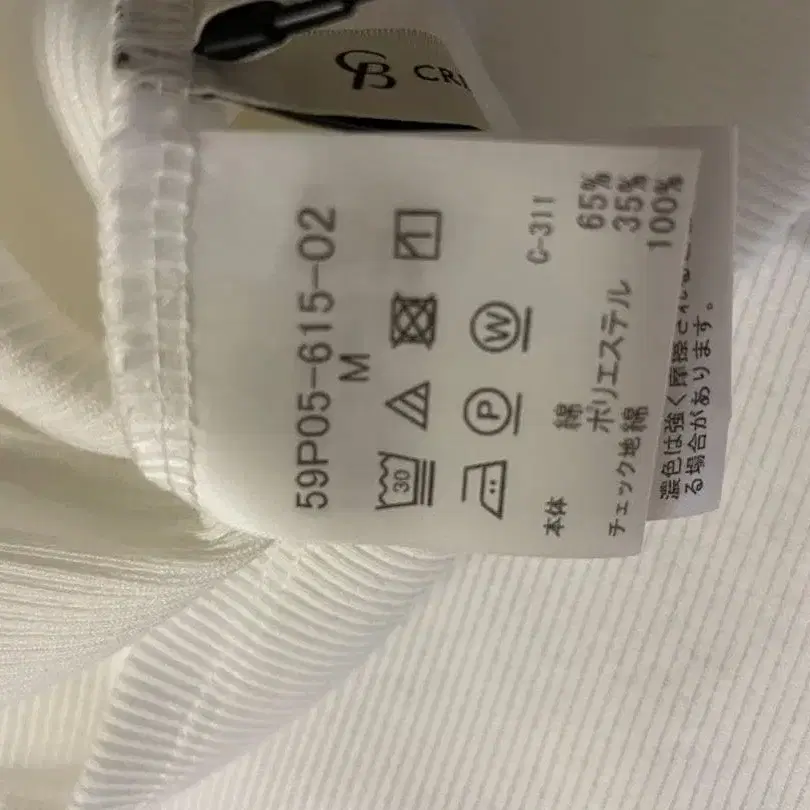 CB CRE
59P05-615-02
M
30
P W
C-311
本体 綿 65%
ポリエステル 35%
チェック地綿 100%
濃色は強く摩擦される
る場合があります。